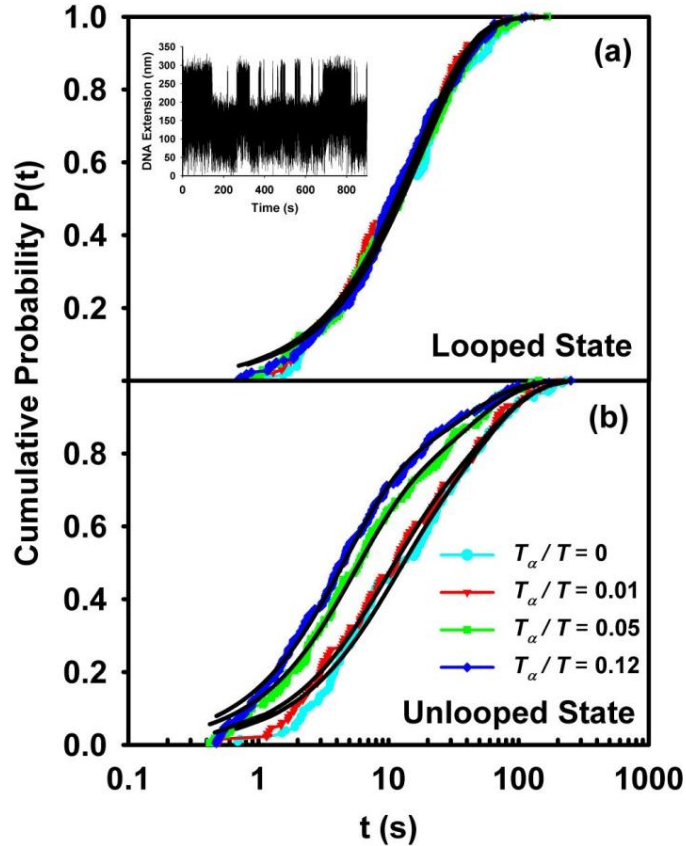 Cumulative Probability P(t)
1.0
0.8
0.6
0.4
0.2
(a)
DNA Extension (nm)
350
300
250
200
150
100
50
0
0 200 400 600 800
Time (s)
Looped State
0.8
0.6
0.4
0.2
0.0
(b)
Tα / T = 0
Tα / T = 0.01
Tα / T = 0.05
Tα / T = 0.12
Unlooped State
0.1 1 10 100 1000
t (s)